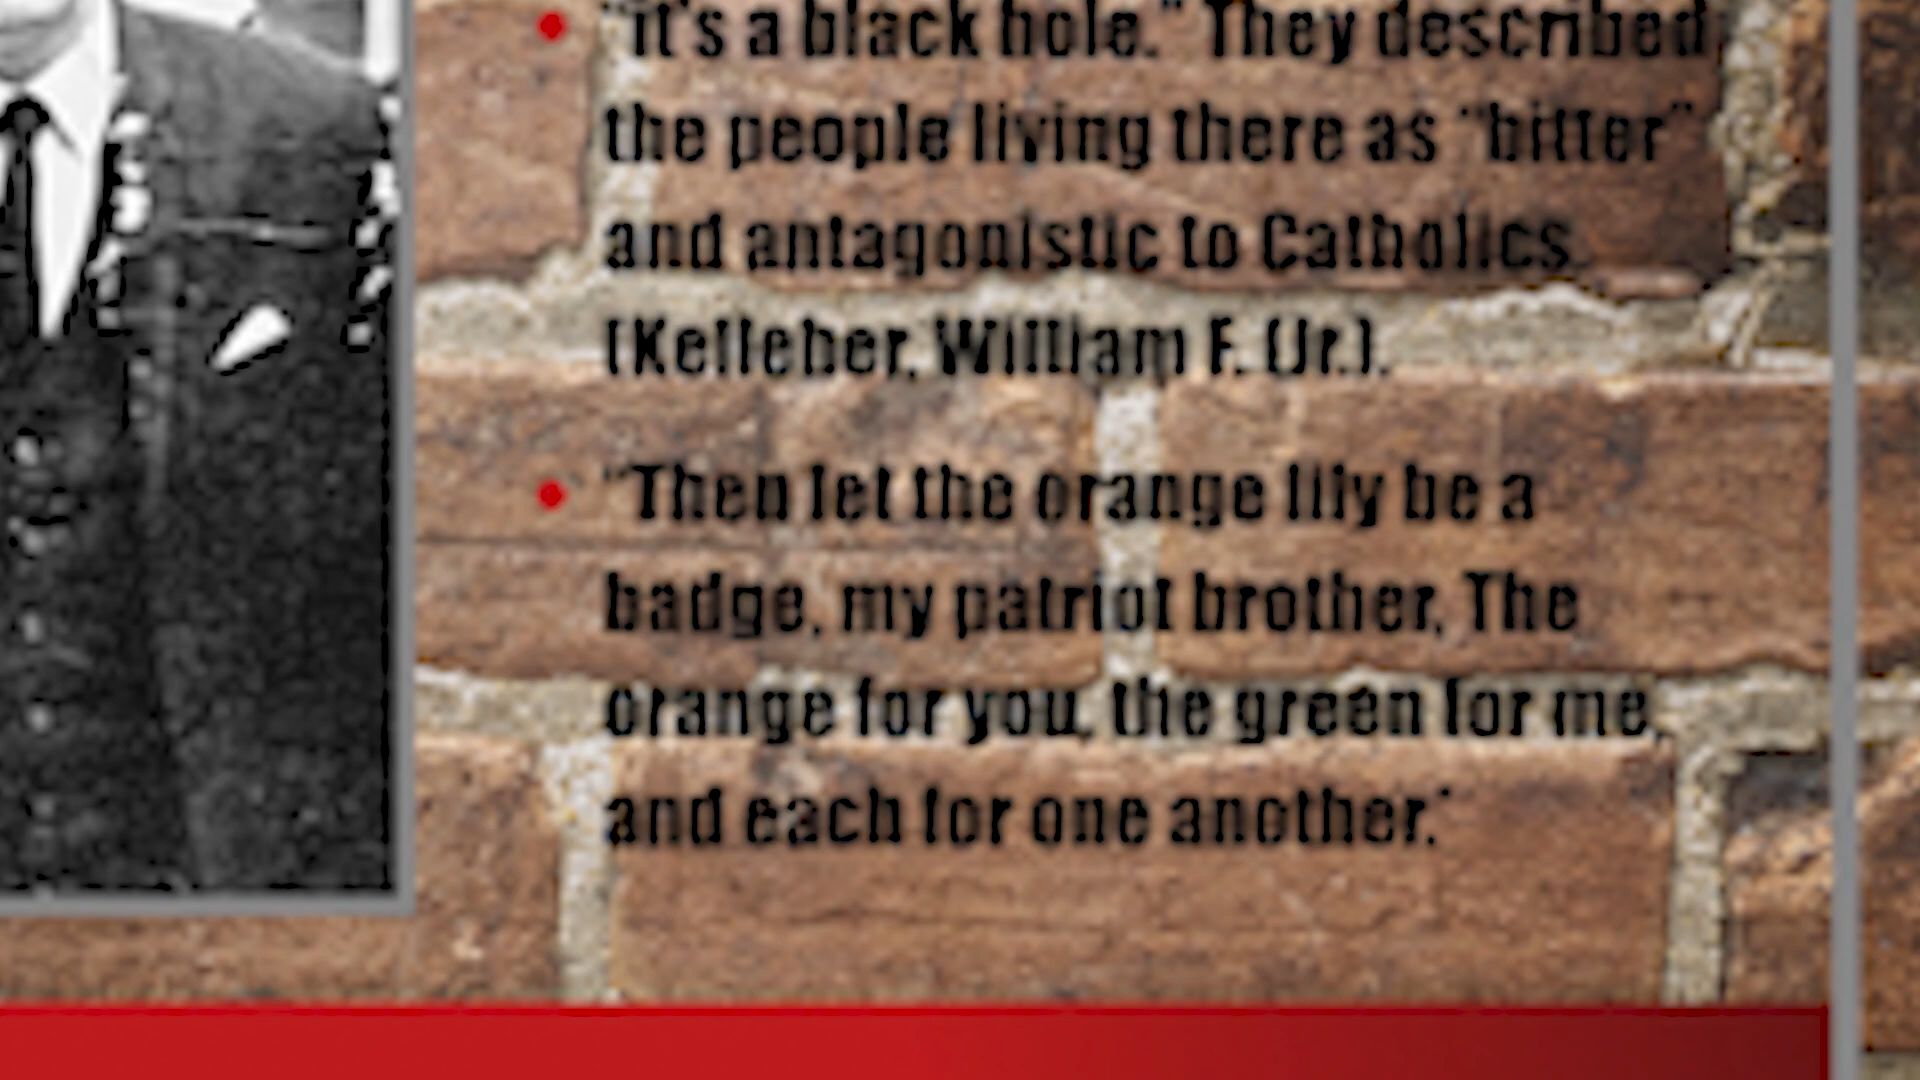 "It's a black hole." They described
the people living there as "bitter"
and antagonistic to Catholics.
(Kelleher, William F. (Jr.).
"Then let the orange lily be a
badge, my patriot brother, The
orange for you, the green for me,
and each for one another."